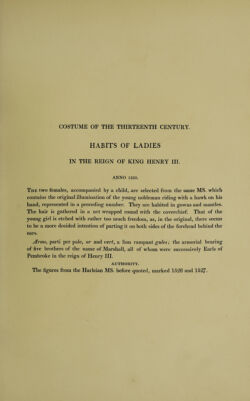 COSTUME OF THE THIRTEENTH CENTURY.
HABITS OF LADIES
IN THE REIGN OF KING HENRY III.
ANNO 1250.
The two females, accompanied by a child, are selected from the same MS. which
contains the original illumination of the young nobleman riding with a hawk on his
hand, represented in a preceding number. They are habited in gowns and mantles.
The hair is gathered in a net wrapped round with the coverchief. That of the
young girl is etched with rather too much freedom, as, in the original, there seems
to be a more decided intention of parting it on both sides of the forehead behind the
ears.
Arms, parti per pale, or and vert, a lion rampant gules; the armorial bearing
of five brothers of the name of Marshall, all of whom were successively Earls of
Pembroke in the reign of Henry III.
AUTHORITY.
The figures from the Harleian MS. before quoted, marked 1526 and 1527.